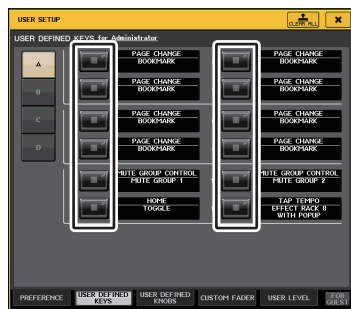 USER SETUP
CLEAR ALL
USER DEFINED KEYS for Administrator
A
B
C
D
PAGE CHANGE
BOOKMARK
PAGE CHANGE
BOOKMARK
PAGE CHANGE
BOOKMARK
PAGE CHANGE
BOOKMARK
PAGE CHANGE
BOOKMARK
PAGE CHANGE
BOOKMARK
PAGE CHANGE
BOOKMARK
PAGE CHANGE
BOOKMARK
MUTE GROUP CONTROL
MUTE GROUP 1
MUTE GROUP CONTROL
MUTE GROUP 2
HOME
TOGGLE
TAP TEMPO
EFFECT RACK 8
WITH POPUP
PREFERENCE
USER DEFINED
KEYS
USER DEFINED
KNOBS
CUSTOM FADER
USER LEVEL
FOR
GUEST